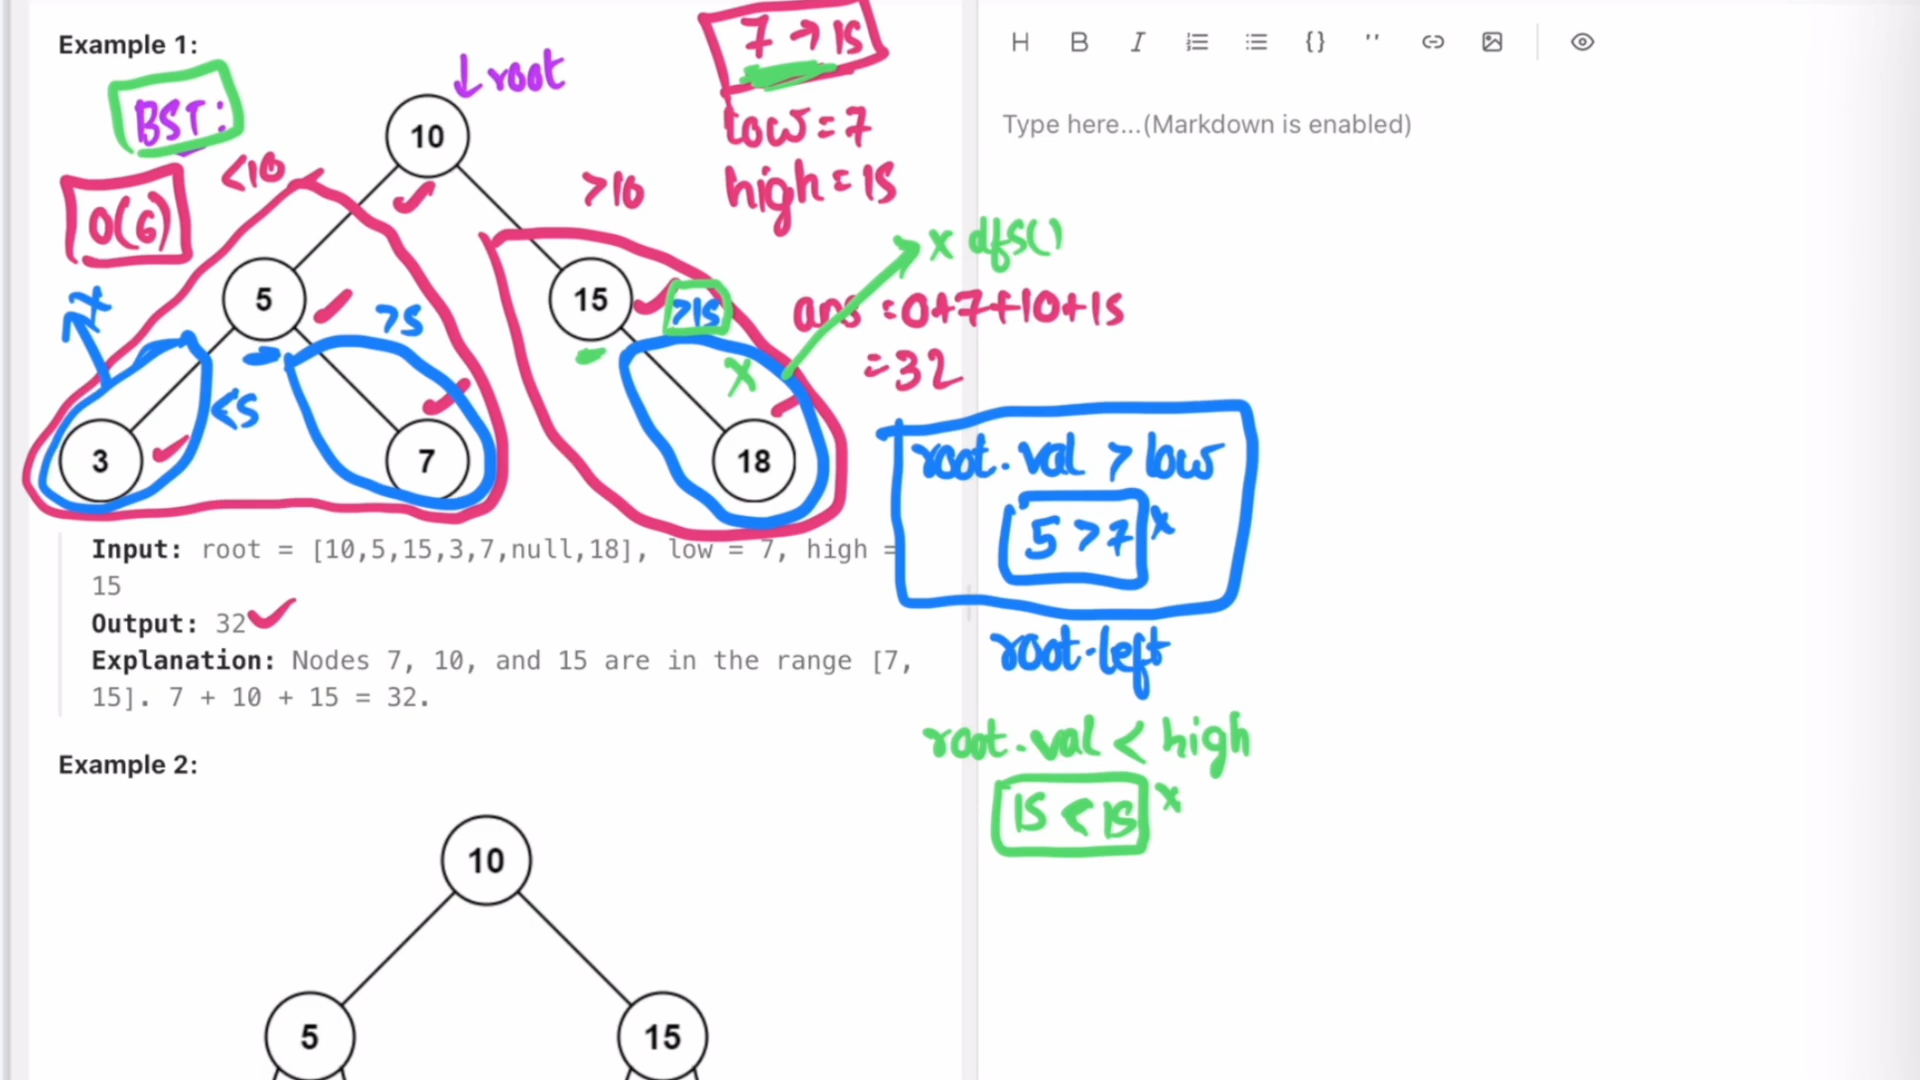 Example 1:
BST:
↓ root
7 → 15
low = 7
high = 15
O(6)
<10
>10
10
5
15
3
7
18
x
<5
>5
>15
x
x dfs()
ans = 0+7+10+15
= 32
root.val > low
5 > 7 x
root.left
root.val < high
15 < 15 x
Input: root = [10,5,15,3,7,null,18], low = 7, high =
15
Output: 32
Explanation: Nodes 7, 10, and 15 are in the range [7,
15]. 7 + 10 + 15 = 32.
Example 2:
10
5
15
H B I {} ''
Type here...(Markdown is enabled)